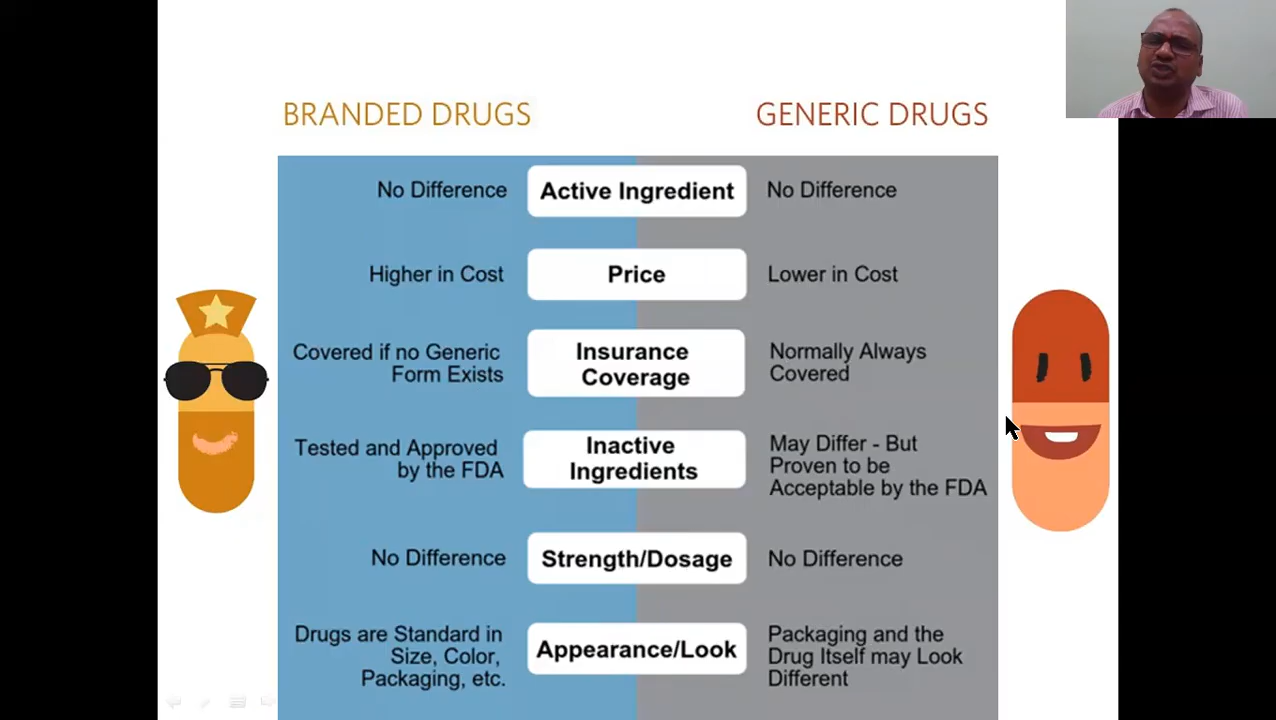 BRANDED DRUGS
GENERIC DRUGS
No Difference
Active Ingredient
No Difference
Higher in Cost
Price
Lower in Cost
Covered if no Generic
Form Exists
Insurance
Coverage
Normally Always
Covered
Tested and Approved
by the FDA
Inactive
Ingredients
May Differ - But
Proven to be
Acceptable by the FDA
No Difference
Strength/Dosage
No Difference
Drugs are Standard in
Size, Color,
Packaging, etc.
Appearance/Look
Packaging and the
Drug Itself may Look
Different